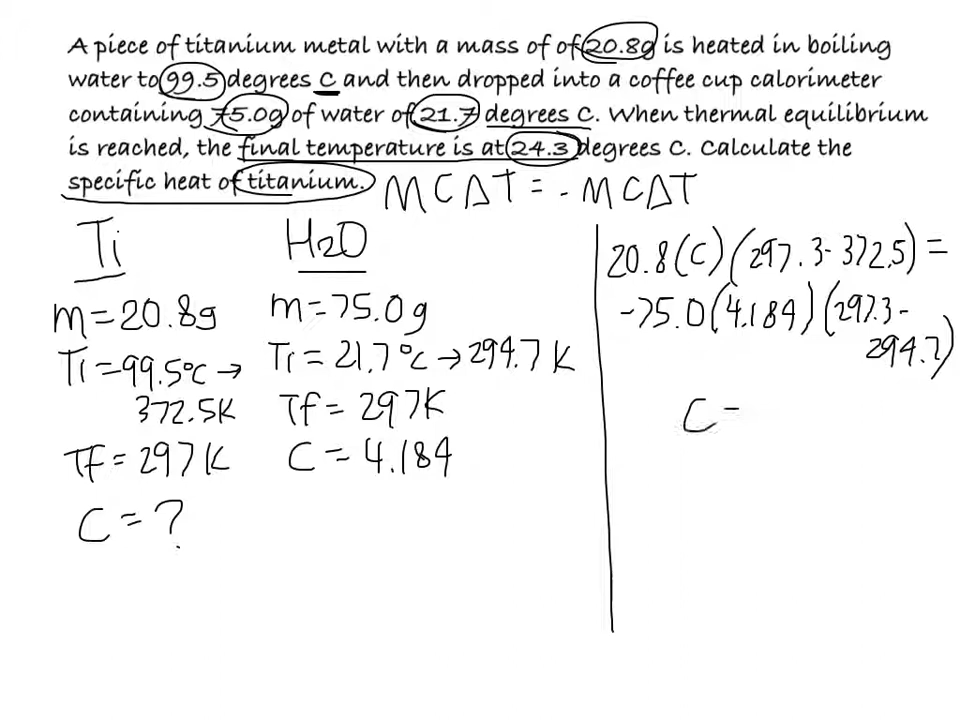 A piece of titanium metal with a mass of of 20.8g is heated in boiling
water to 99.5 degrees C and then dropped into a coffee cup calorimeter
containing 75.0g of water of 21.7 degrees C. When thermal equilibrium
is reached, the final temperature is at 24.3 degrees C. Calculate the
specific heat of titanium.
MCΔT = - MCΔT
Ti
m=20.8g
Ti=99.5°C →
372.5K
Tf=297K
C=?
H2O
m=75.0g
Ti=21.7°C→294.7K
Tf=297K
C=4.184
20.8(C)(297.3-372.5)=
-75.0(4.184)(297.3-
294.7)
C=